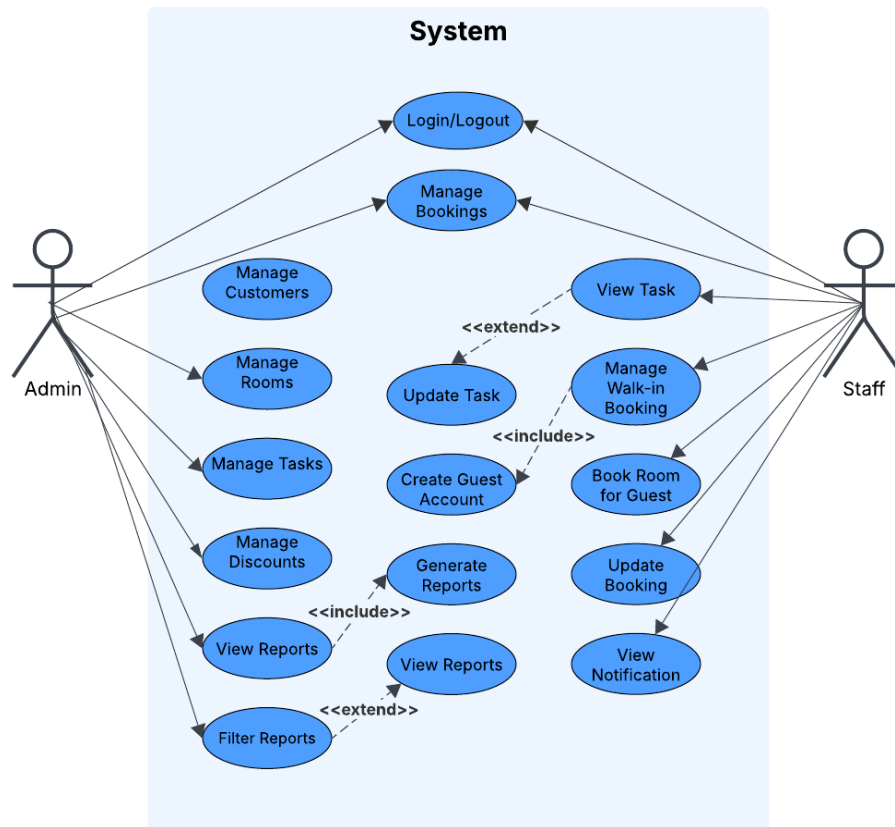 System
Login/Logout
Manage
Bookings
Manage
Customers
View Task
<<extend>>
Admin
Manage
Rooms
Update Task
Manage
Walk-in
Booking
Staff
<<include>>
Manage Tasks
Create Guest
Account
Book Room
for Guest
Manage
Discounts
Generate
Reports
Update
Booking
<<include>>
View Reports
View Reports
View
Notification
<<extend>>
Filter Reports